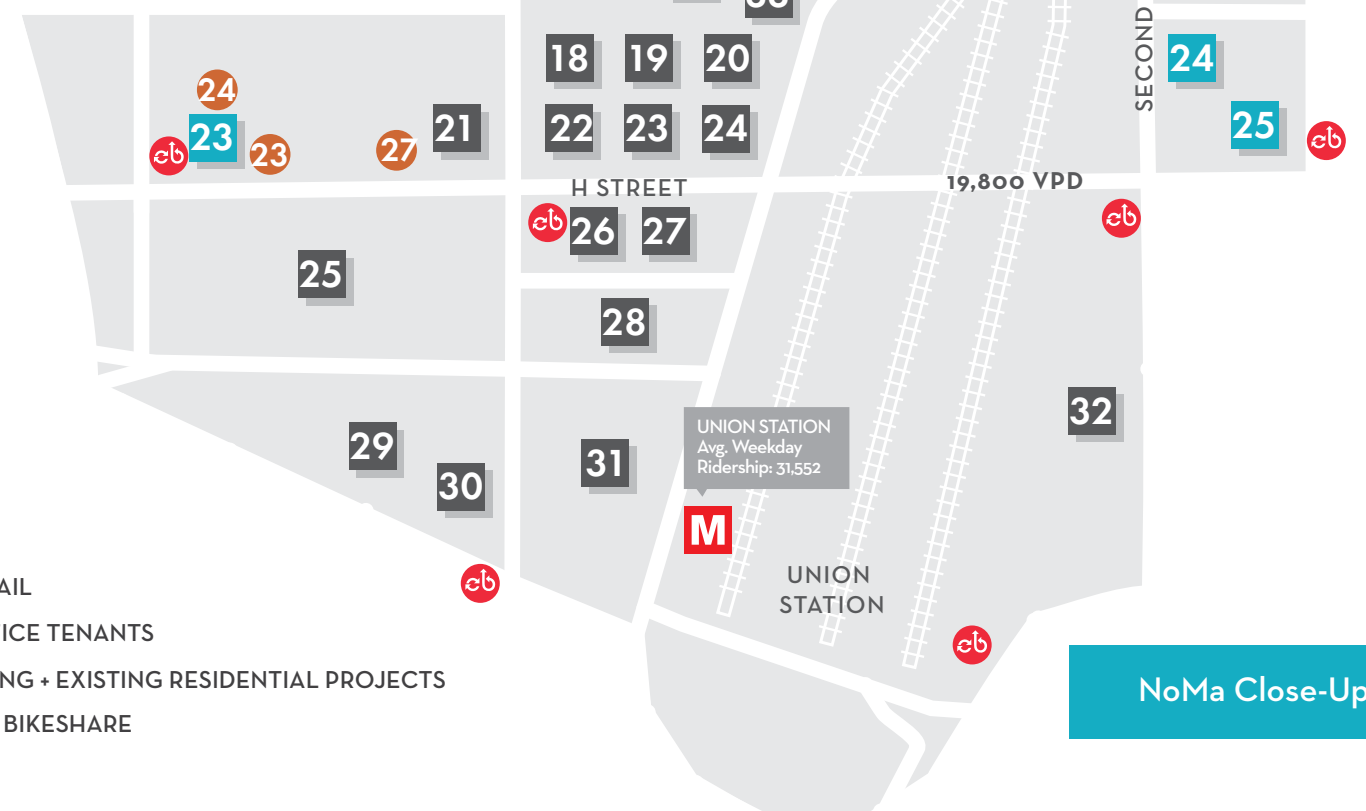 SECOND
18 19 20
24
24
23
23
27
21
22 23 24
25
H STREET
19,800 VPD
26 27
25
28
32
UNION STATION
Avg. Weekday
Ridership: 31,552
29
30
31
M
UNION
STATION
AIL
ICE TENANTS
NG + EXISTING RESIDENTIAL PROJECTS
BIKESHARE
NoMa Close-Up